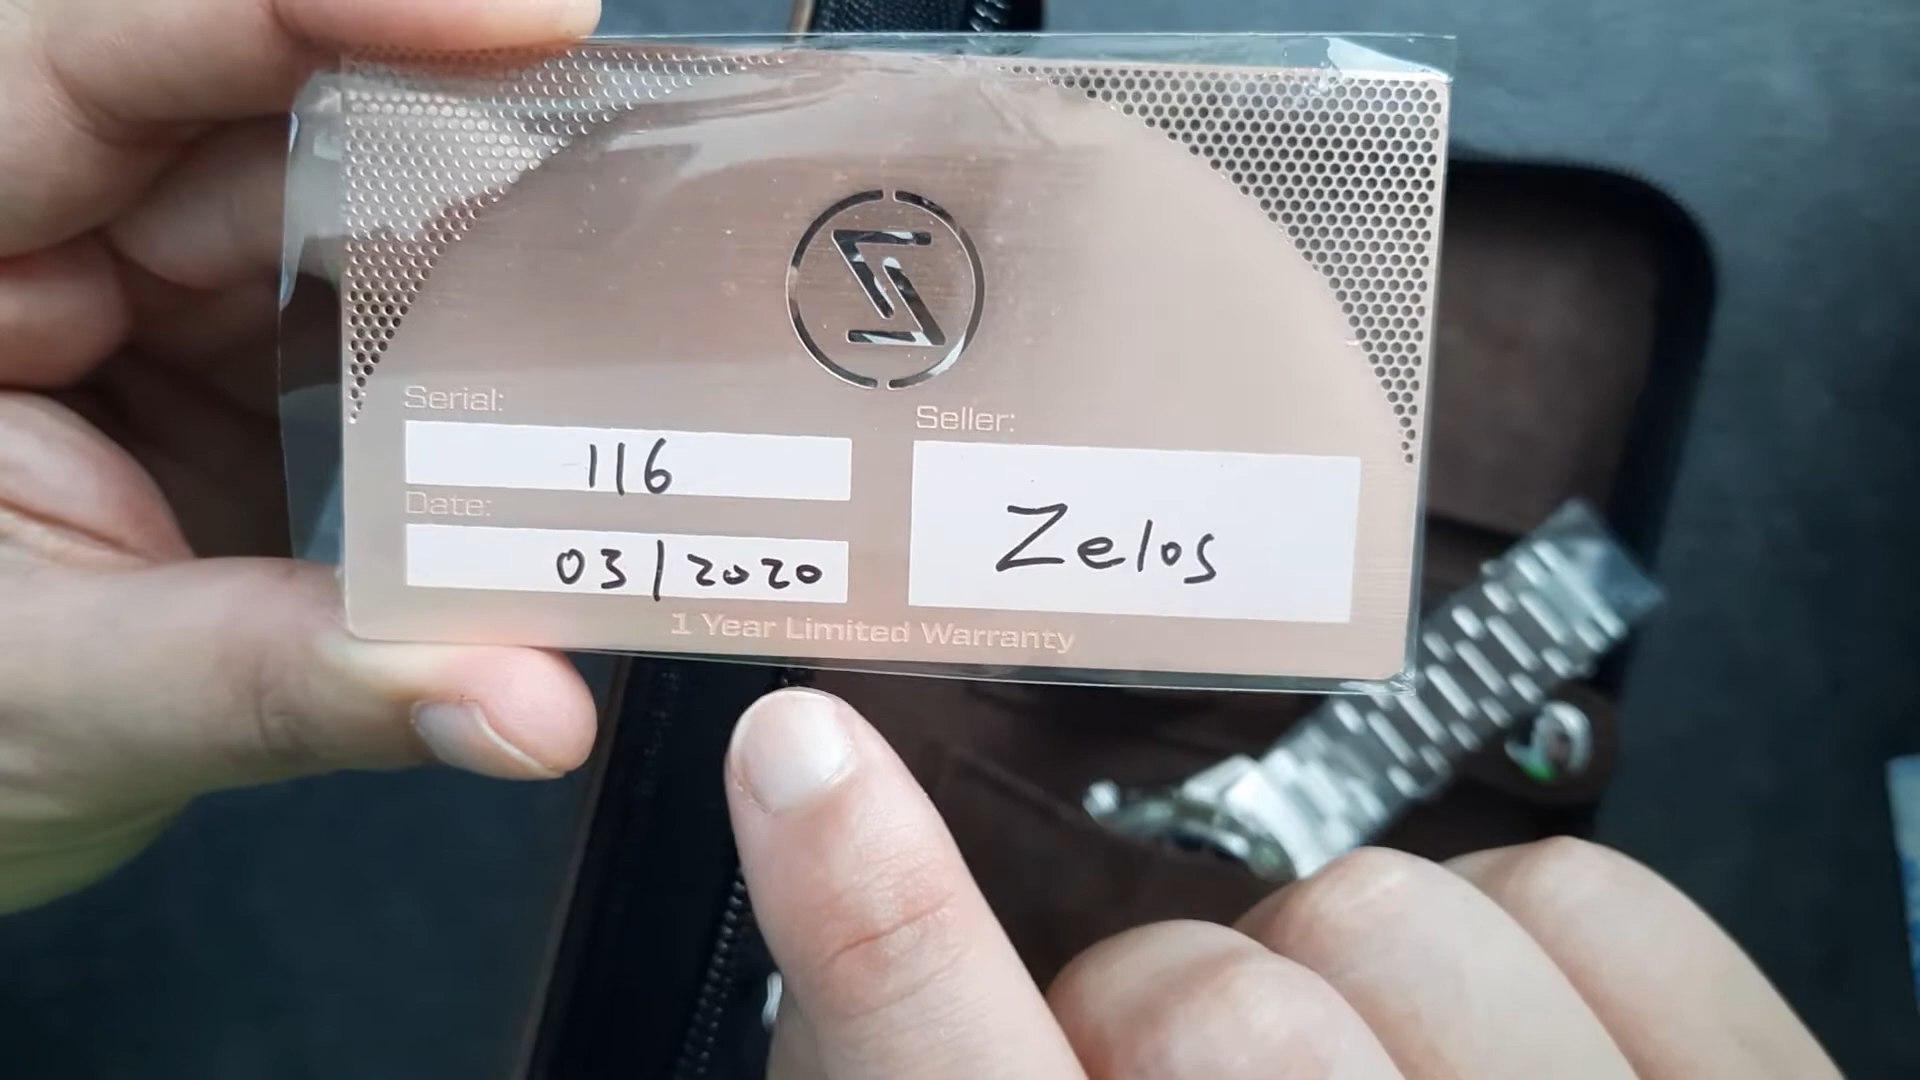 Serial:
116
Date:
03/2020
Seller:
Zelos
1 Year Limited Warranty